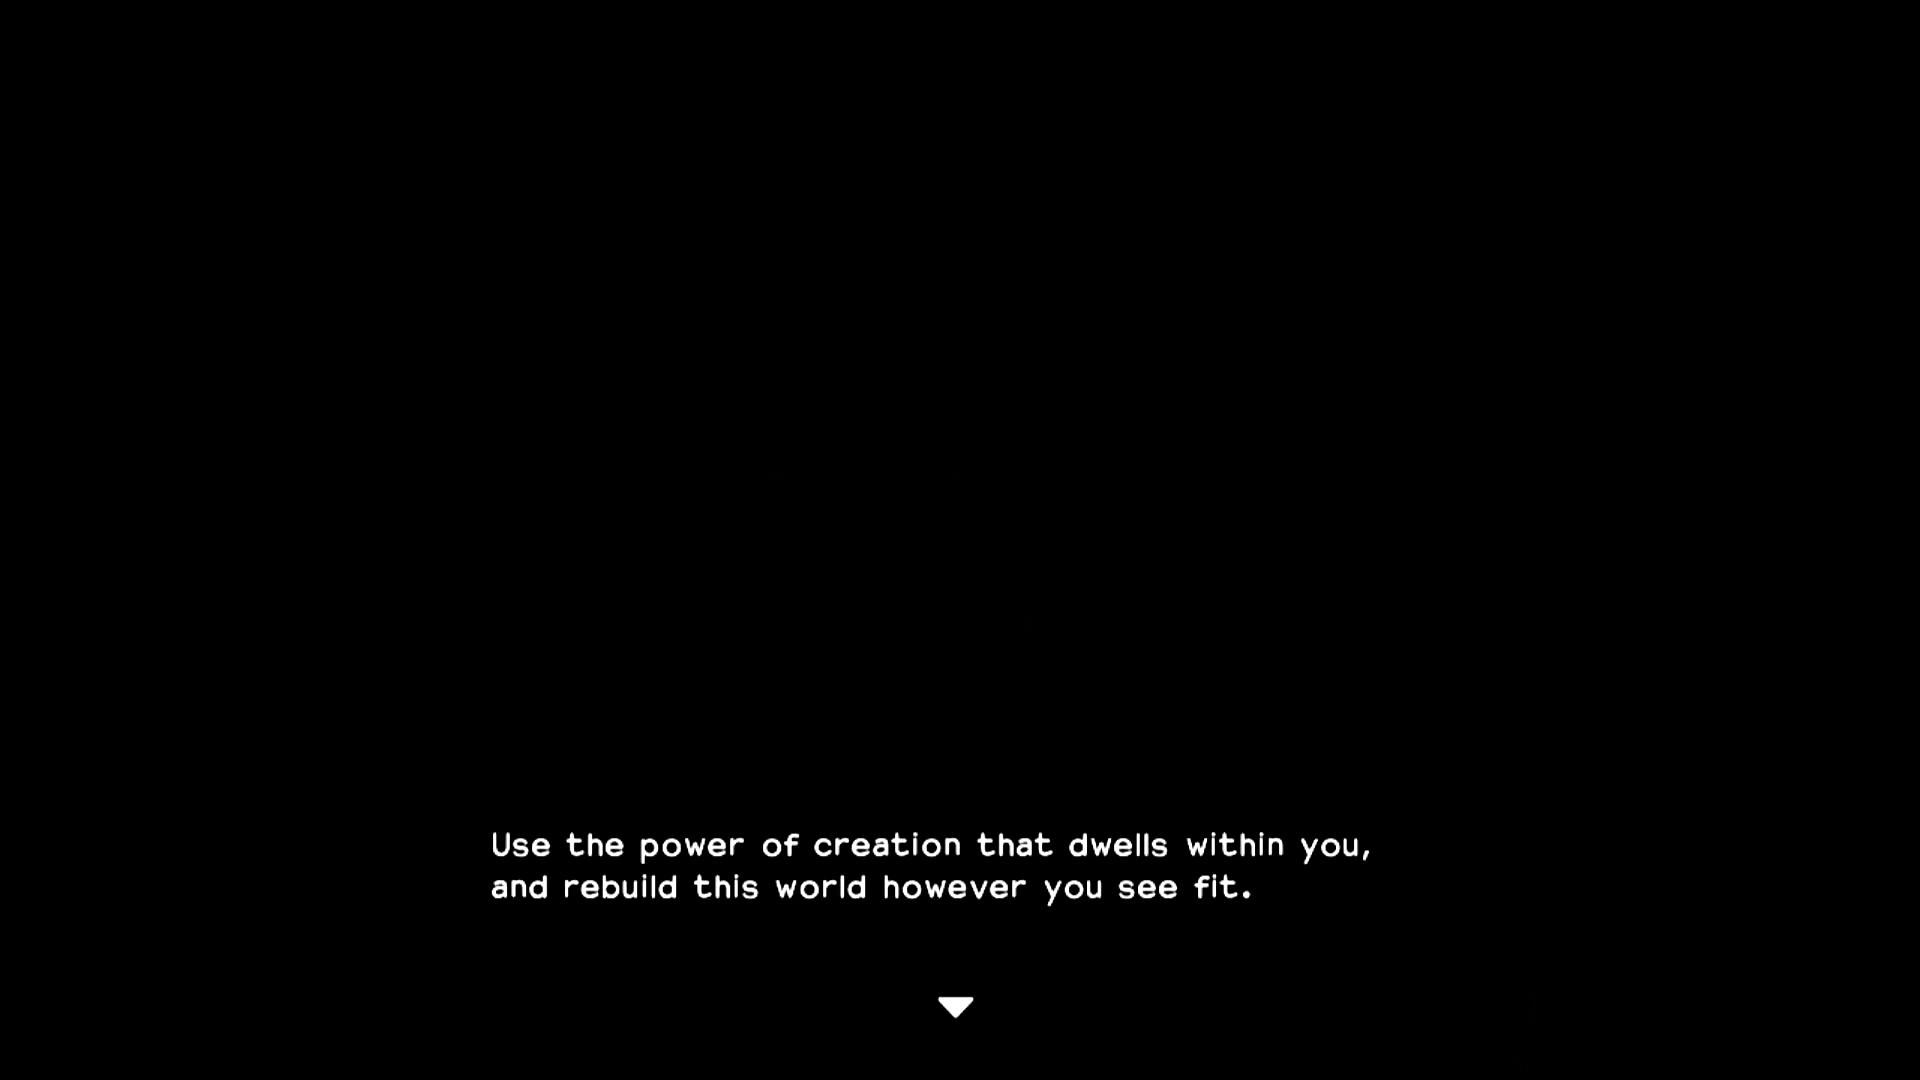 Use the power of creation that dwells within you,
and rebuild this world however you see fit.